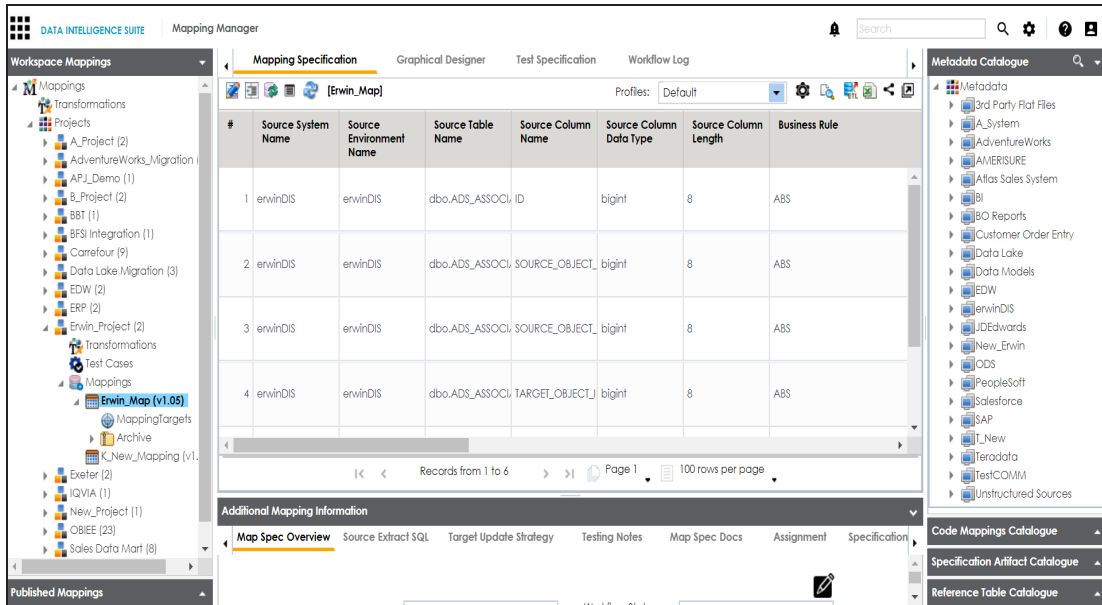 DATA INTELLIGENCE SUITE Mapping Manager Search
Workspace Mappings
Mappings
Transformations
Projects
A_Project (2)
AdventureWorks_Migration (
APJ_Demo (1)
B_Project (2)
BBT (1)
BFSI Integration (1)
Carrefour (9)
Data Lake Migration (3)
EDW (2)
ERP (2)
Erwin_Project (2)
Transformations
Test Cases
Mappings
Erwin_Map (v1.05)
MappingTargets
Archive
K_New_Mapping (v1.
Exeter (2)
IQVIA (1)
New_Project (1)
OBIEE (23)
Sales Data Mart (8)
Published Mappings
Mapping Specification Graphical Designer Test Specification Workflow Log
[Erwin_Map] Profiles: Default
# Source System Name Source Environment Name Source Table Name Source Column Name Source Column Data Type Source Column Length Business Rule
1 erwinDIS erwinDIS dbo.ADS_ASSOCI ID bigint 8 ABS
2 erwinDIS erwinDIS dbo.ADS_ASSOCI SOURCE_OBJECT_ bigint 8 ABS
3 erwinDIS erwinDIS dbo.ADS_ASSOCI SOURCE_OBJECT_ bigint 8 ABS
4 erwinDIS erwinDIS dbo.ADS_ASSOCI TARGET_OBJECT_I bigint 8 ABS
Records from 1 to 6 Page 1 100 rows per page
Additional Mapping Information
Map Spec Overview Source Extract SQL Target Update Strategy Testing Notes Map Spec Docs Assignment Specification
Metadata Catalogue
Metadata
3rd Party Flat Files
A_System
AdventureWorks
AMERISURE
Atlas Sales System
BI
BO Reports
Customer Order Entry
Data Lake
Data Models
EDW
erwinDIS
JDEdwards
New_Erwin
ODS
PeopleSoft
Salesforce
SAP
T_New
Teradata
TestCOMM
Unstructured Sources
Code Mappings Catalogue
Specification Artifact Catalogue
Reference Table Catalogue